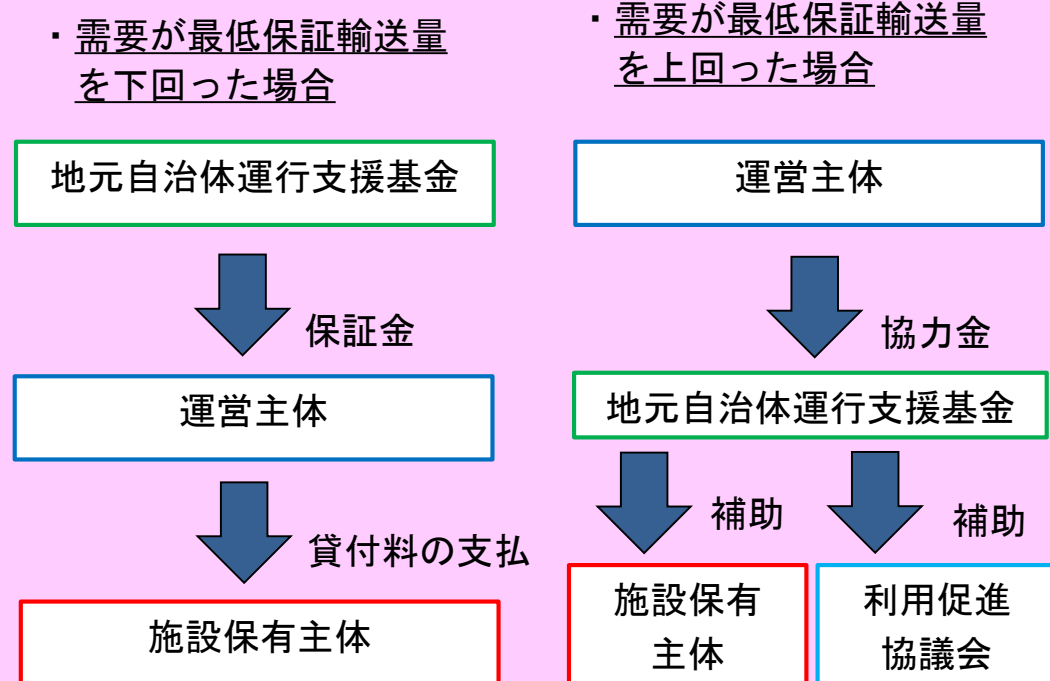 ・需要が最低保証輸送量
を下回った場合
地元自治体運行支援基金
保証金
運営主体
貸付料の支払
施設保有主体
・需要が最低保証輸送量
を上回った場合
運営主体
協力金
地元自治体運行支援基金
補助
補助
施設保有
主体
利用促進
協議会